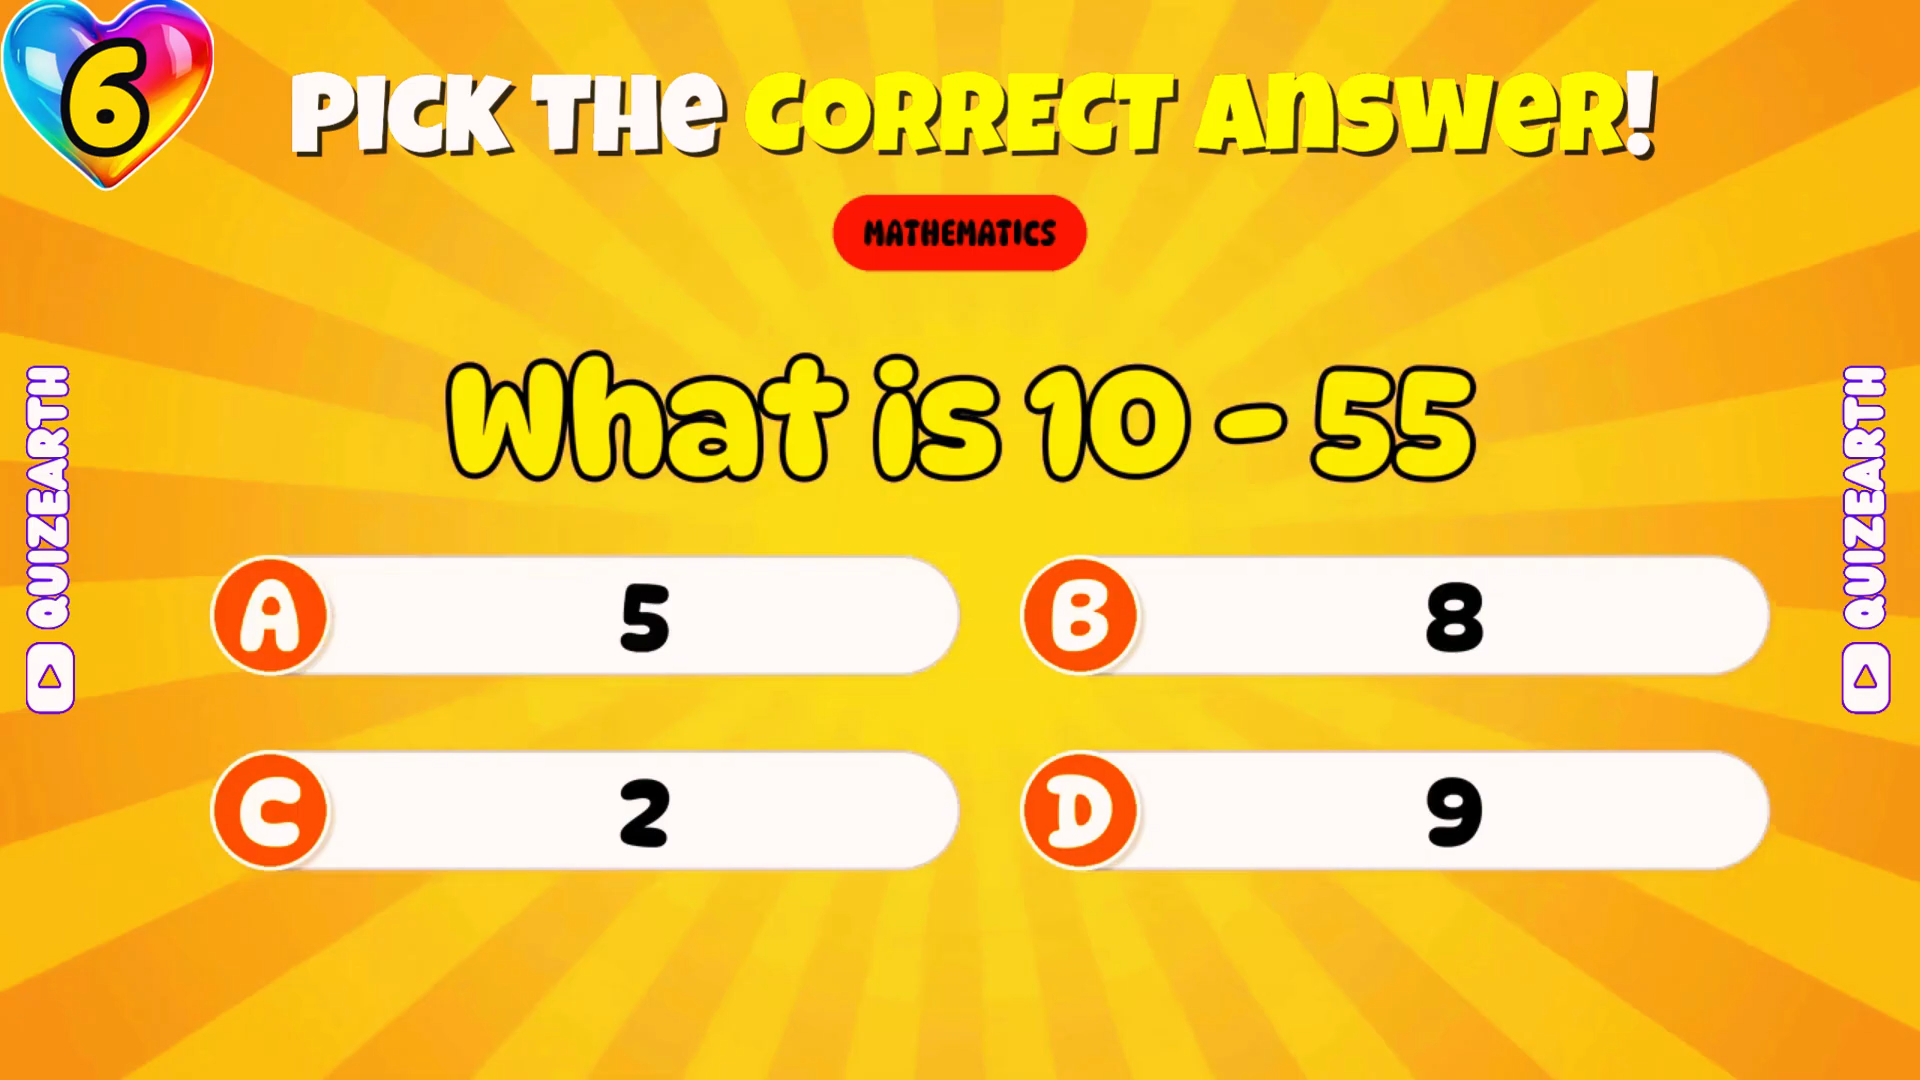 6
PICK THE CORRECT ANSWER!
MATHEMATICS
What is 10 - 55
A 5
B 8
C 2
D 9
QUIZEARTH
QUIZEARTH